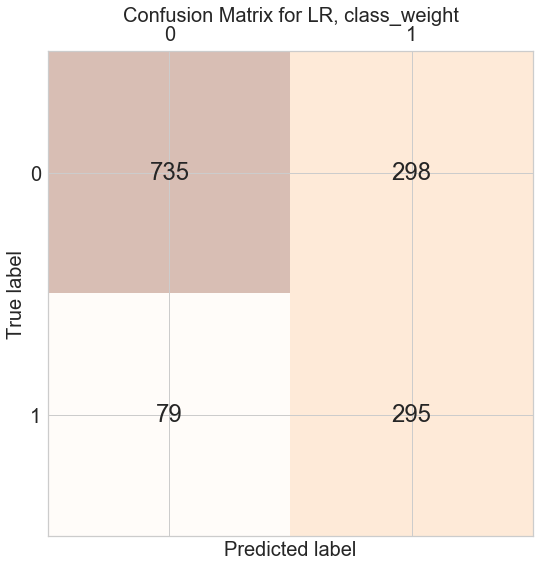 Confusion Matrix for LR, class_weight
0 1
0 735 298
True label
1 79 295
Predicted label